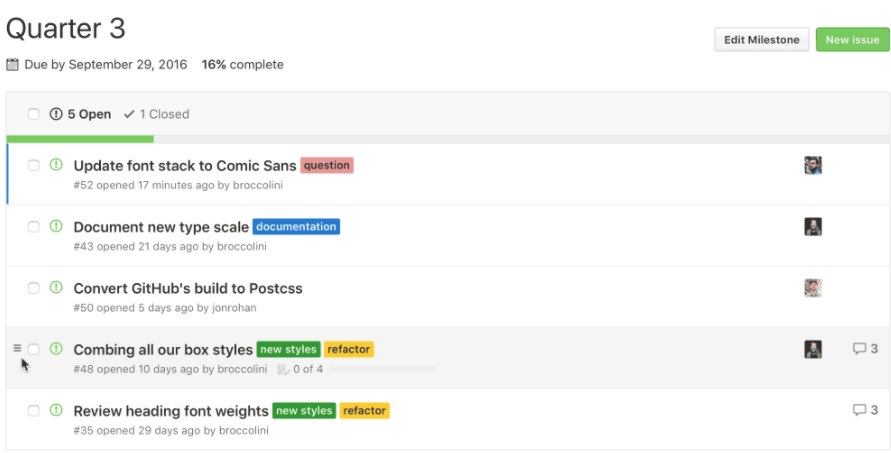 Quarter 3
Edit Milestone New issue
Due by September 29, 2016 16% complete
5 Open 1 Closed
Update font stack to Comic Sans question
#52 opened 17 minutes ago by broccolini
Document new type scale documentation
#43 opened 21 days ago by broccolini
Convert GitHub's build to Postcss
#50 opened 5 days ago by jonrohan
Combing all our box styles new styles refactor 3
#48 opened 10 days ago by broccolini 0 of 4
Review heading font weights new styles refactor 3
#35 opened 29 days ago by broccolini